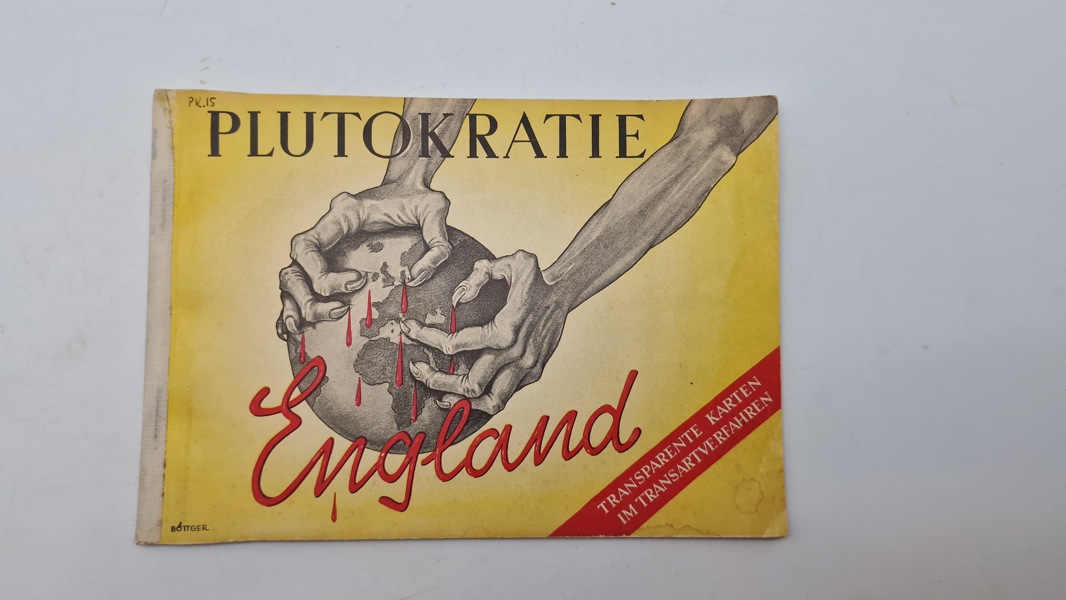 PK.15
PLUTOKRATIE
England
TRANSPARENTE KARTEN
IM TRANSARTVERFAHREN
BÖTTGER